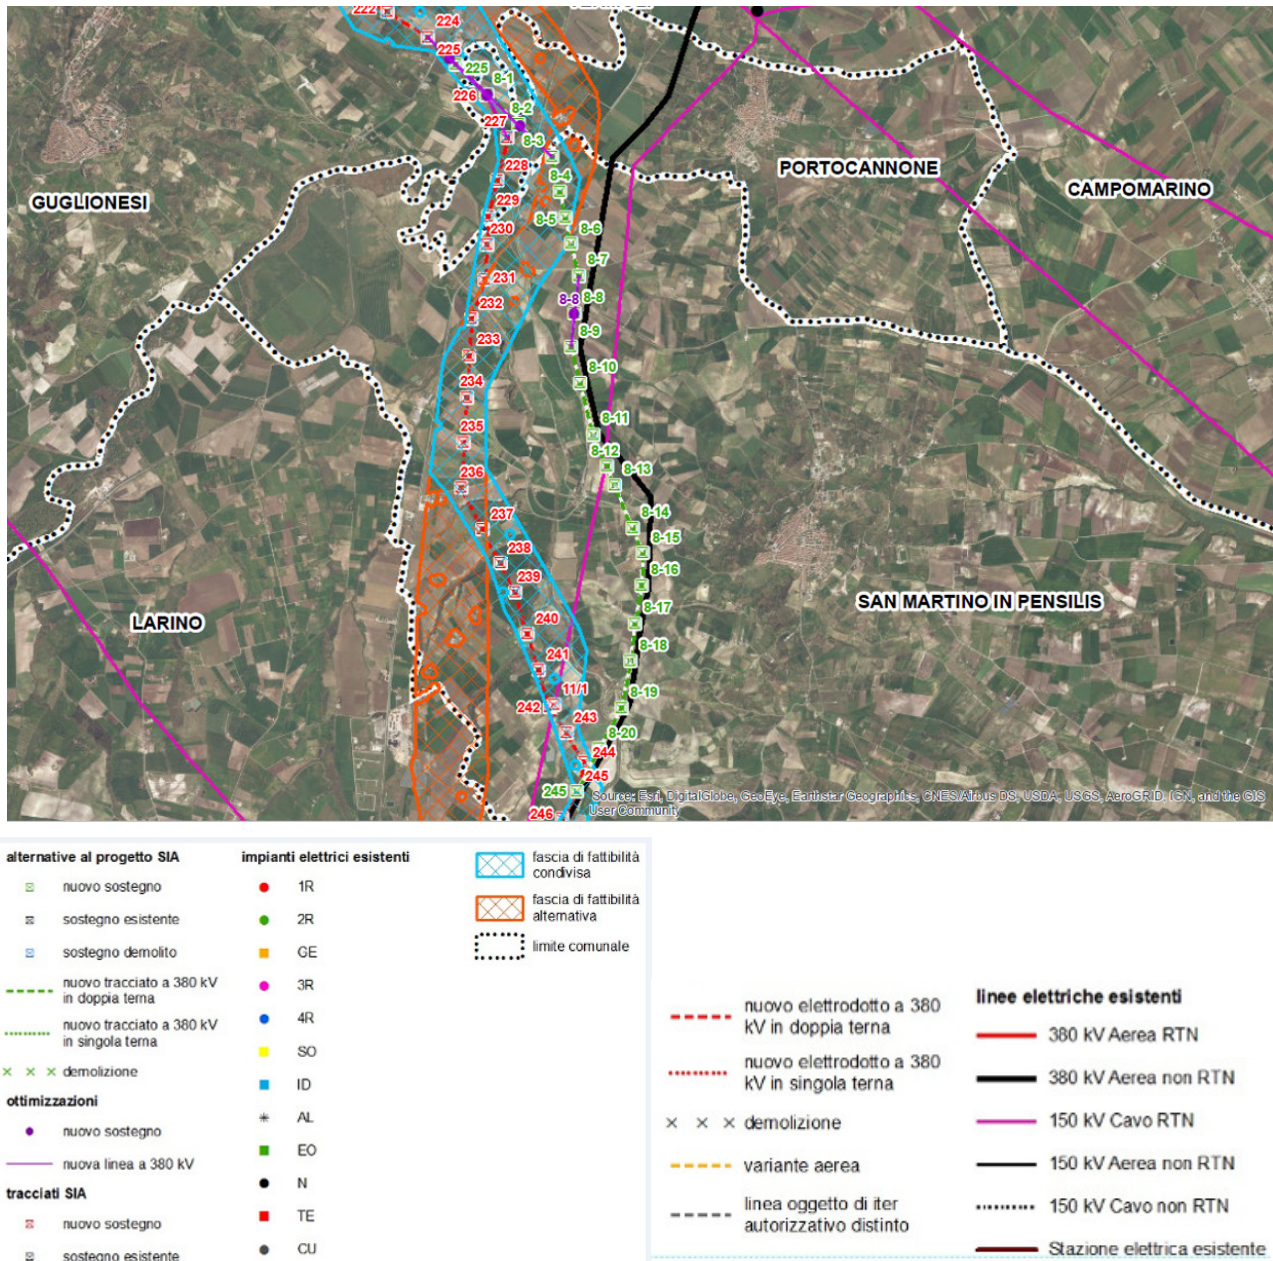 222
224
225
225
8-1
226
8-2
227
8-3
228
8-4
229
8-5
230
8-6
231
8-7
232
8-8
8-8
233
8-9
234
8-10
235
8-11
8-12
236
8-13
237
8-14
8-15
238
8-16
239
8-17
240
8-18
241
11/1
242
8-19
243
8-20
244
245
245
246
GUGLIONESI
PORTOCANNONE
CAMPOMARINO
LARINO
SAN MARTINO IN PENSILIS
Source: Esri, DigitalGlobe, GeoEye, Earthstar Geographics, CNES/Airbus DS, USDA, USGS, AeroGRID, IGN, and the GIS
User Community
alternative al progetto SIA
nuovo sostegno
sostegno esistente
sostegno demolito
nuovo tracciato a 380 kV
in doppia terna
nuovo tracciato a 380 kV
in singola terna
demolizione
ottimizzazioni
nuovo sostegno
nuova linea a 380 kV
tracciati SIA
nuovo sostegno
sostegno esistente
impianti elettrici esistenti
1R
2R
GE
3R
4R
SO
ID
AL
EO
N
TE
CU
fascia di fattibilità
condivisa
fascia di fattibilità
alternativa
limite comunale
nuovo elettrodotto a 380
kV in doppia terna
nuovo elettrodotto a 380
kV in singola terna
demolizione
variante aerea
linea oggetto di iter
autorizzativo distinto
linee elettriche esistenti
380 kV Aerea RTN
380 kV Aerea non RTN
150 kV Cavo RTN
150 kV Aerea non RTN
150 kV Cavo non RTN
Stazione elettrica esistente